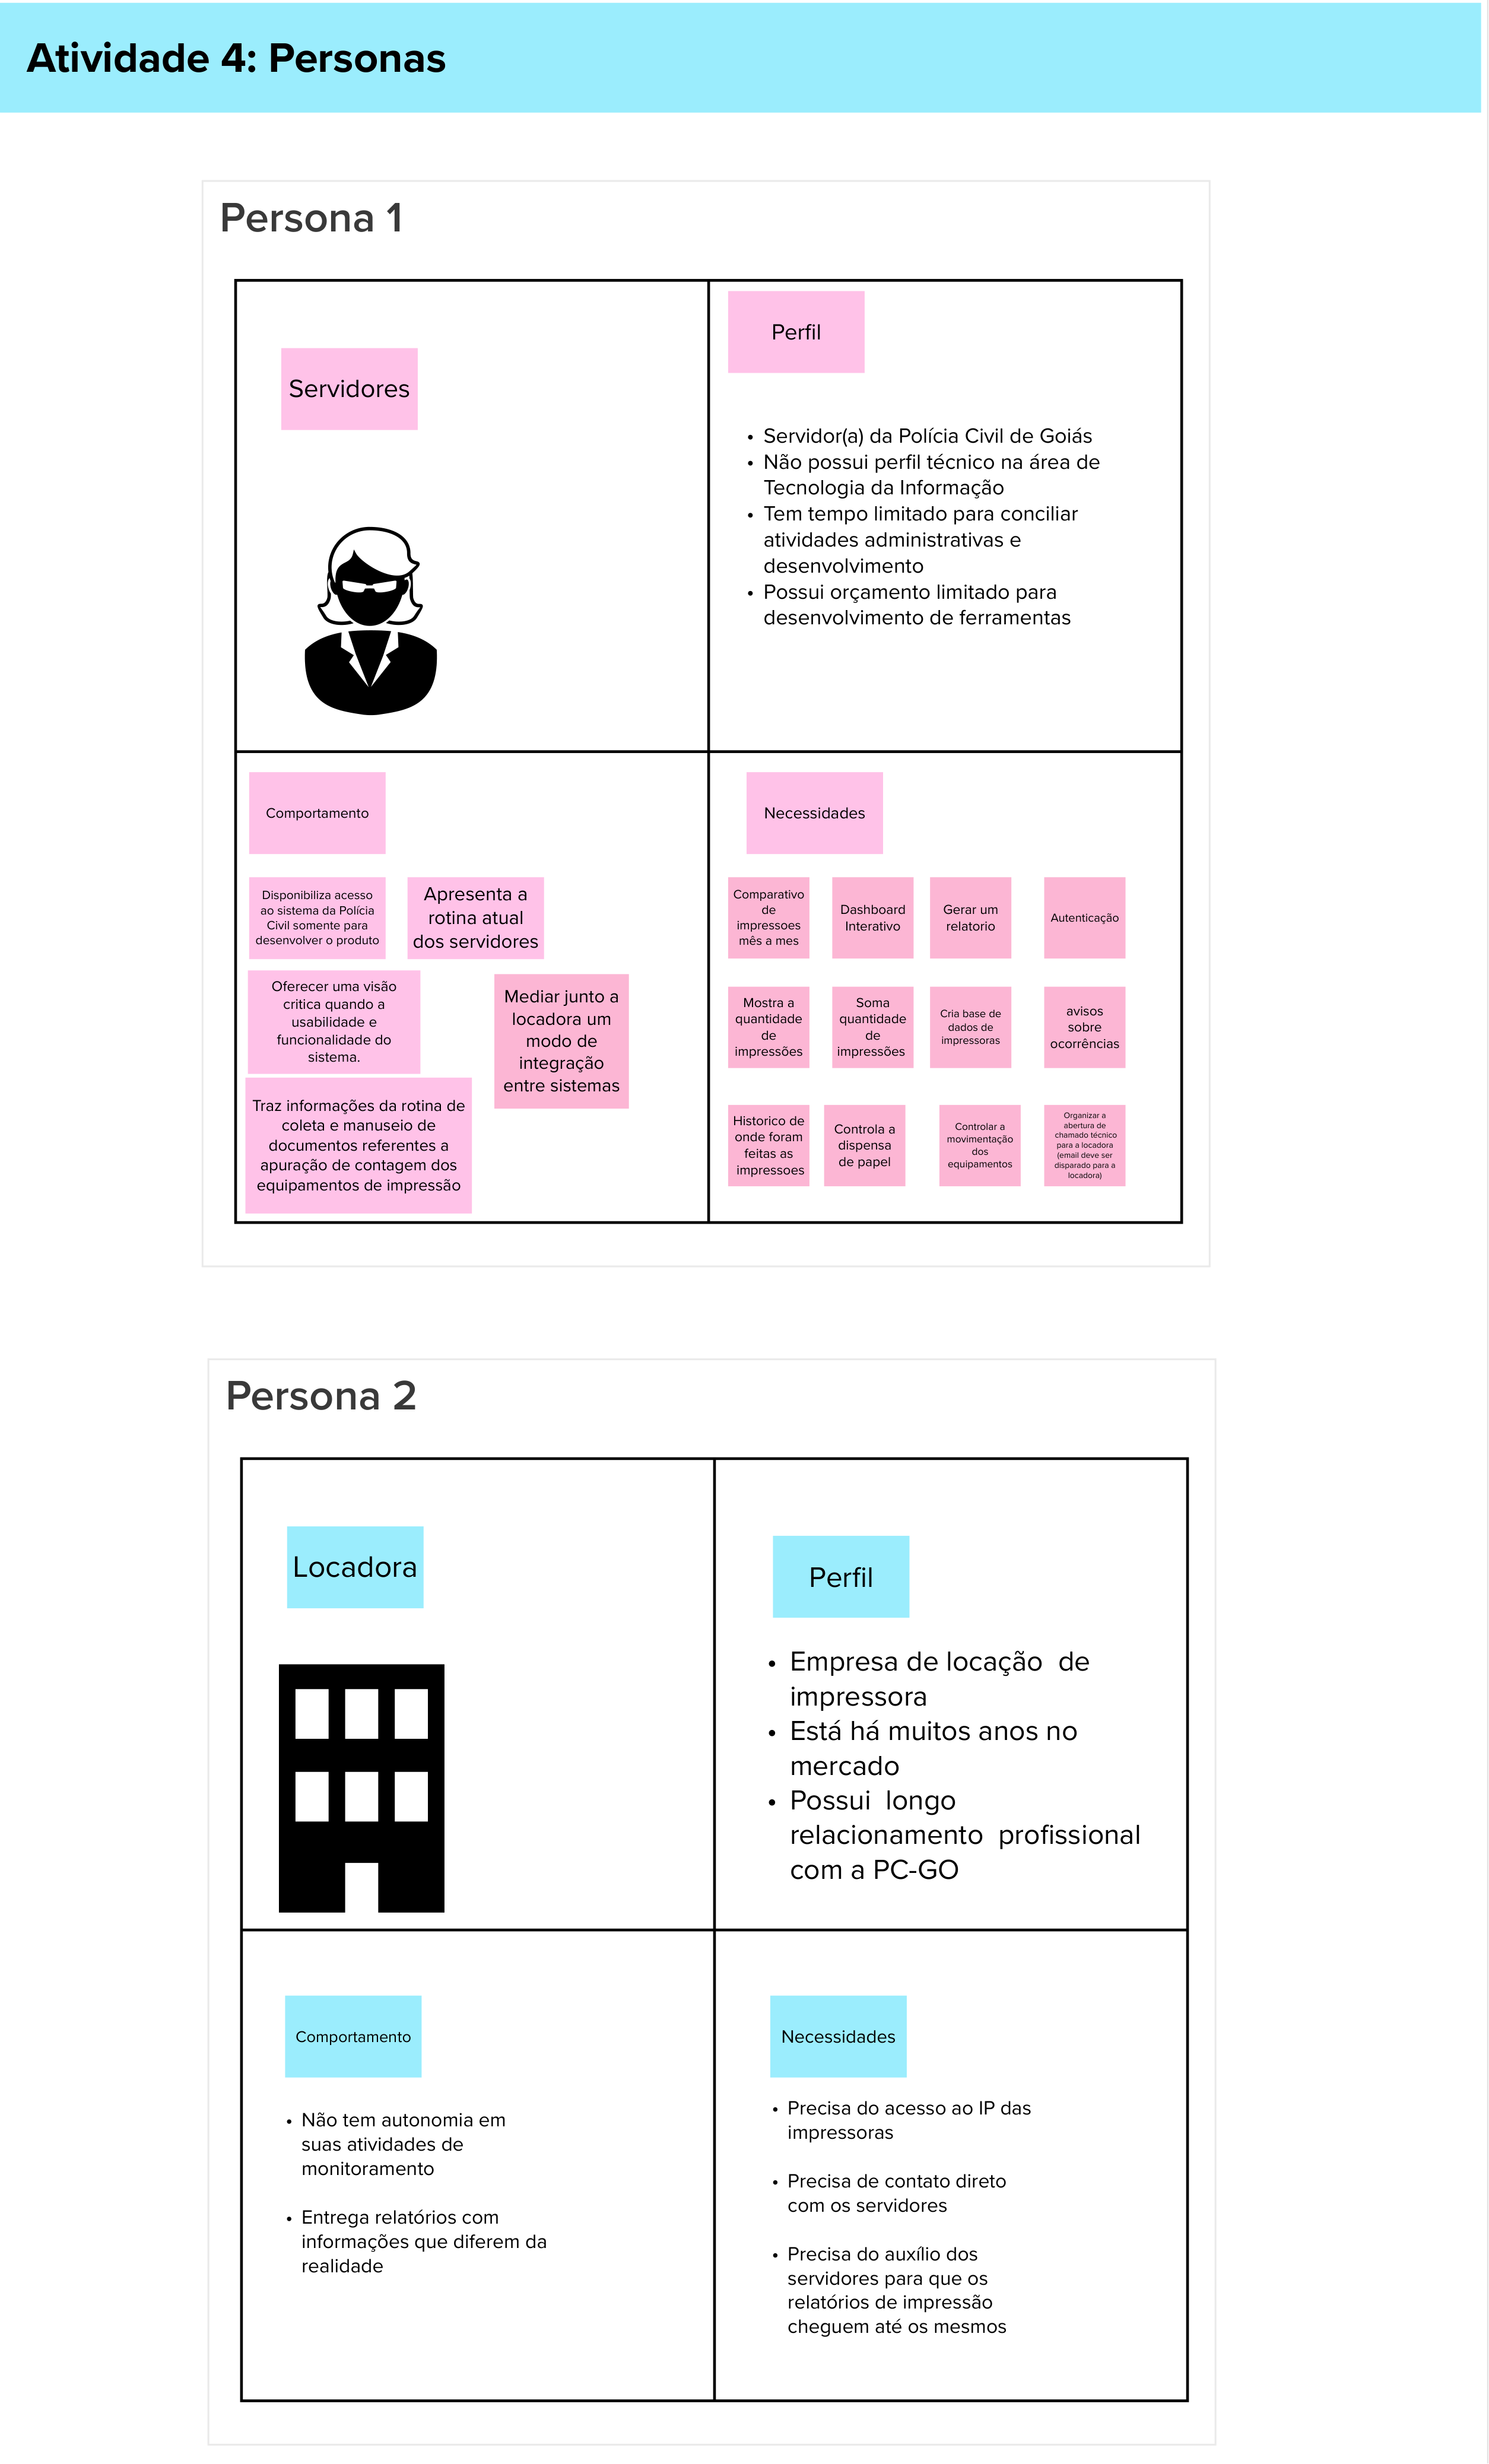 Atividade 4: Personas
Persona 1
Servidores
Perfil
• Servidor(a) da Polícia Civil de Goiás
• Não possui perfil técnico na área de
Tecnologia da Informação
• Tem tempo limitado para conciliar
atividades administrativas e
desenvolvimento
• Possui orçamento limitado para
desenvolvimento de ferramentas
Comportamento
Disponibiliza acesso
ao sistema da Polícia
Civil somente para
desenvolver o produto
Apresenta a
rotina atual
dos servidores
Oferecer uma visão
critica quando a
usabilidade e
funcionalidade do
sistema.
Mediar junto a
locadora um
modo de
integração
entre sistemas
Traz informações da rotina de
coleta e manuseio de
documentos referentes a
apuração de contagem dos
equipamentos de impressão
Necessidades
Comparativo
de
impressoes
mês a mes
Dashboard
Interativo
Gerar um
relatorio
Autenticação
Mostra a
quantidade
de
impressões
Soma
quantidade
de
impressões
Cria base de
dados de
impressoras
avisos
sobre
ocorrências
Historico de
onde foram
feitas as
impressoes
Controla a
dispensa
de papel
Controlar a
movimentação
dos
equipamentos
Organizar a
abertura de
chamado técnico
para a locadora
(email deve ser
disparado para a
locadora)
Persona 2
Locadora
Perfil
• Empresa de locação de
impressora
• Está há muitos anos no
mercado
• Possui longo
relacionamento profissional
com a PC-GO
Comportamento
• Não tem autonomia em
suas atividades de
monitoramento
• Entrega relatórios com
informações que diferem da
realidade
Necessidades
• Precisa do acesso ao IP das
impressoras
• Precisa de contato direto
com os servidores
• Precisa do auxílio dos
servidores para que os
relatórios de impressão
cheguem até os mesmos